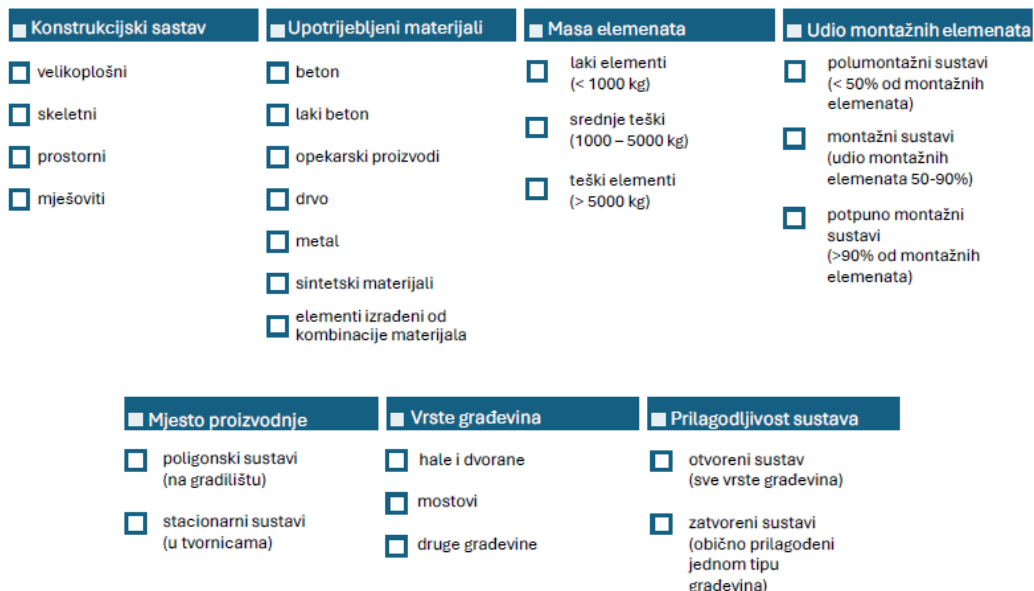 Konstrukcijski sastav
velikoplošni
skeletni
prostorni
mješoviti
Upotrijebljeni materijali
beton
laki beton
opekarski proizvodi
drvo
metal
sintetski materijali
elementi izrađeni od
kombinacije materijala
Masa elemenata
laki elementi
(< 1000 kg)
srednje teški
(1000 – 5000 kg)
teški elementi
(> 5000 kg)
Udio montažnih elemenata
polumontažni sustavi
(< 50% od montažnih
elemenata)
montažni sustavi
(udio montažnih
elemenata 50-90%)
potpuno montažni
sustavi
(>90% od montažnih
elemenata)
Mjesto proizvodnje
poligonski sustavi
(na gradilištu)
stacionarni sustavi
(u tvornicama)
Vrste građevina
hale i dvorane
mostovi
druge građevine
Prilagodljivost sustava
otvoreni sustav
(sve vrste građevina)
zatvoreni sustavi
(obično prilagođeni
jednom tipu
građevina)